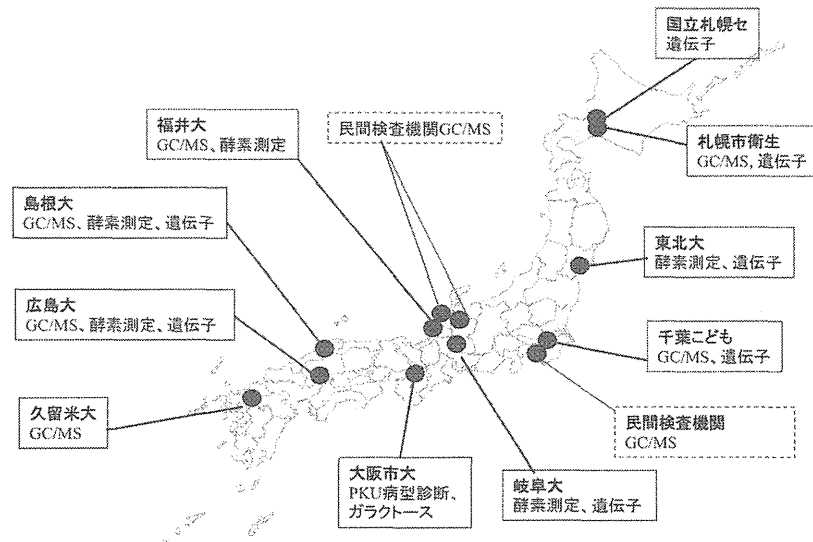 国立札幌セ
遺伝子
札幌市衛生
GC/MS, 遺伝子
福井大
GC/MS、酵素測定
民間検査機関GC/MS
島根大
GC/MS、酵素測定、遺伝子
東北大
酵素測定、遺伝子
広島大
GC/MS、酵素測定、遺伝子
千葉こども
GC/MS、遺伝子
久留米大
GC/MS
民間検査機関
GC/MS
大阪市大
PKU病型診断、
ガラクトース
岐阜大
酵素測定、遺伝子